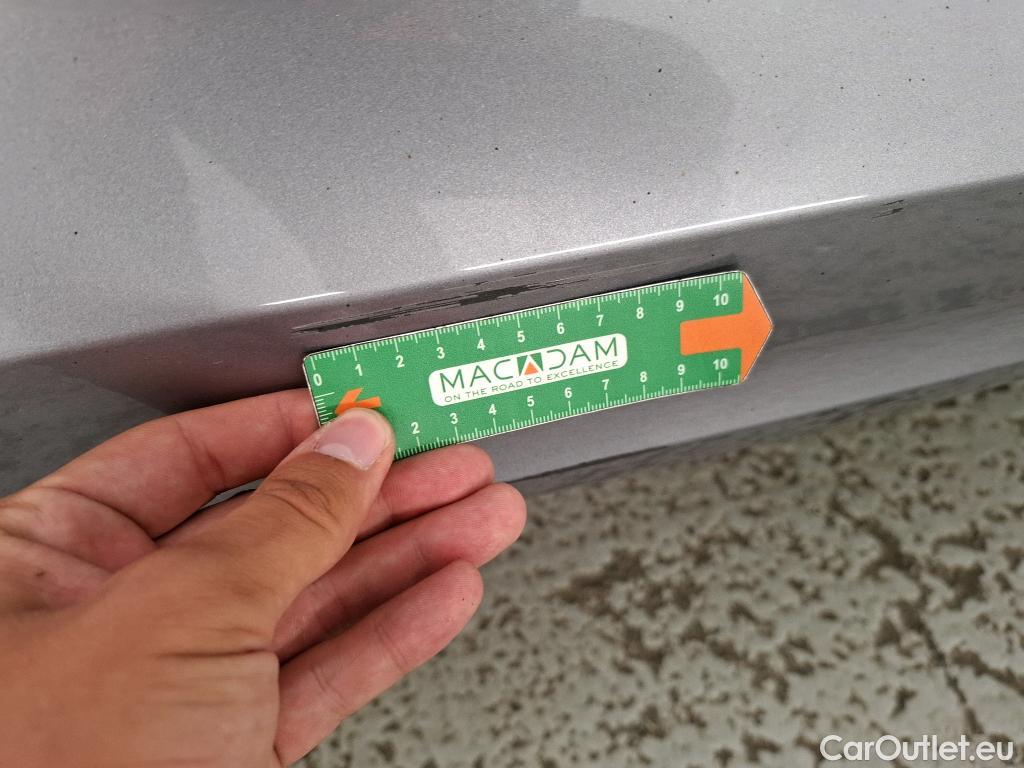 0 1 2 3 4 5 6 7 8 9 10
MACADAM
ON THE ROAD TO EXCELLENCE
2 3 4 5 6 7 8 9 10
CarOutlet.eu